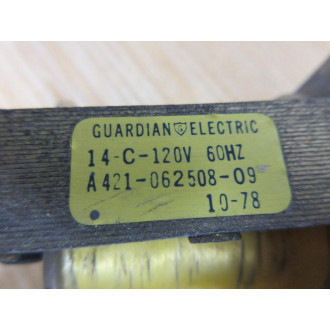 GUARDIAN ELECTRIC
14-C-120V 60HZ
A421-062508-09
10-78